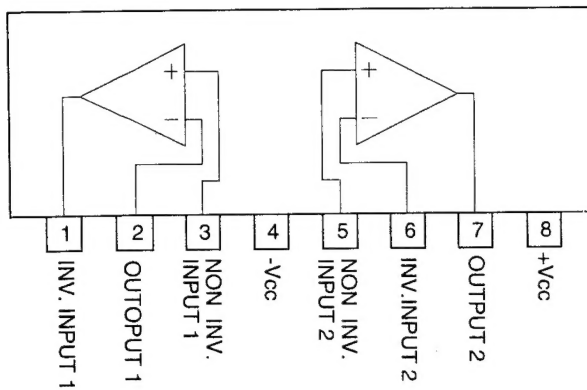 +
−
+
−
1
2
3
4
5
6
7
8
INV. INPUT 1
OUTOPUT 1
NON INV.
INPUT 1
-Vcc
NON INV.
INPUT 2
INV.INPUT 2
OUTPUT 2
+Vcc